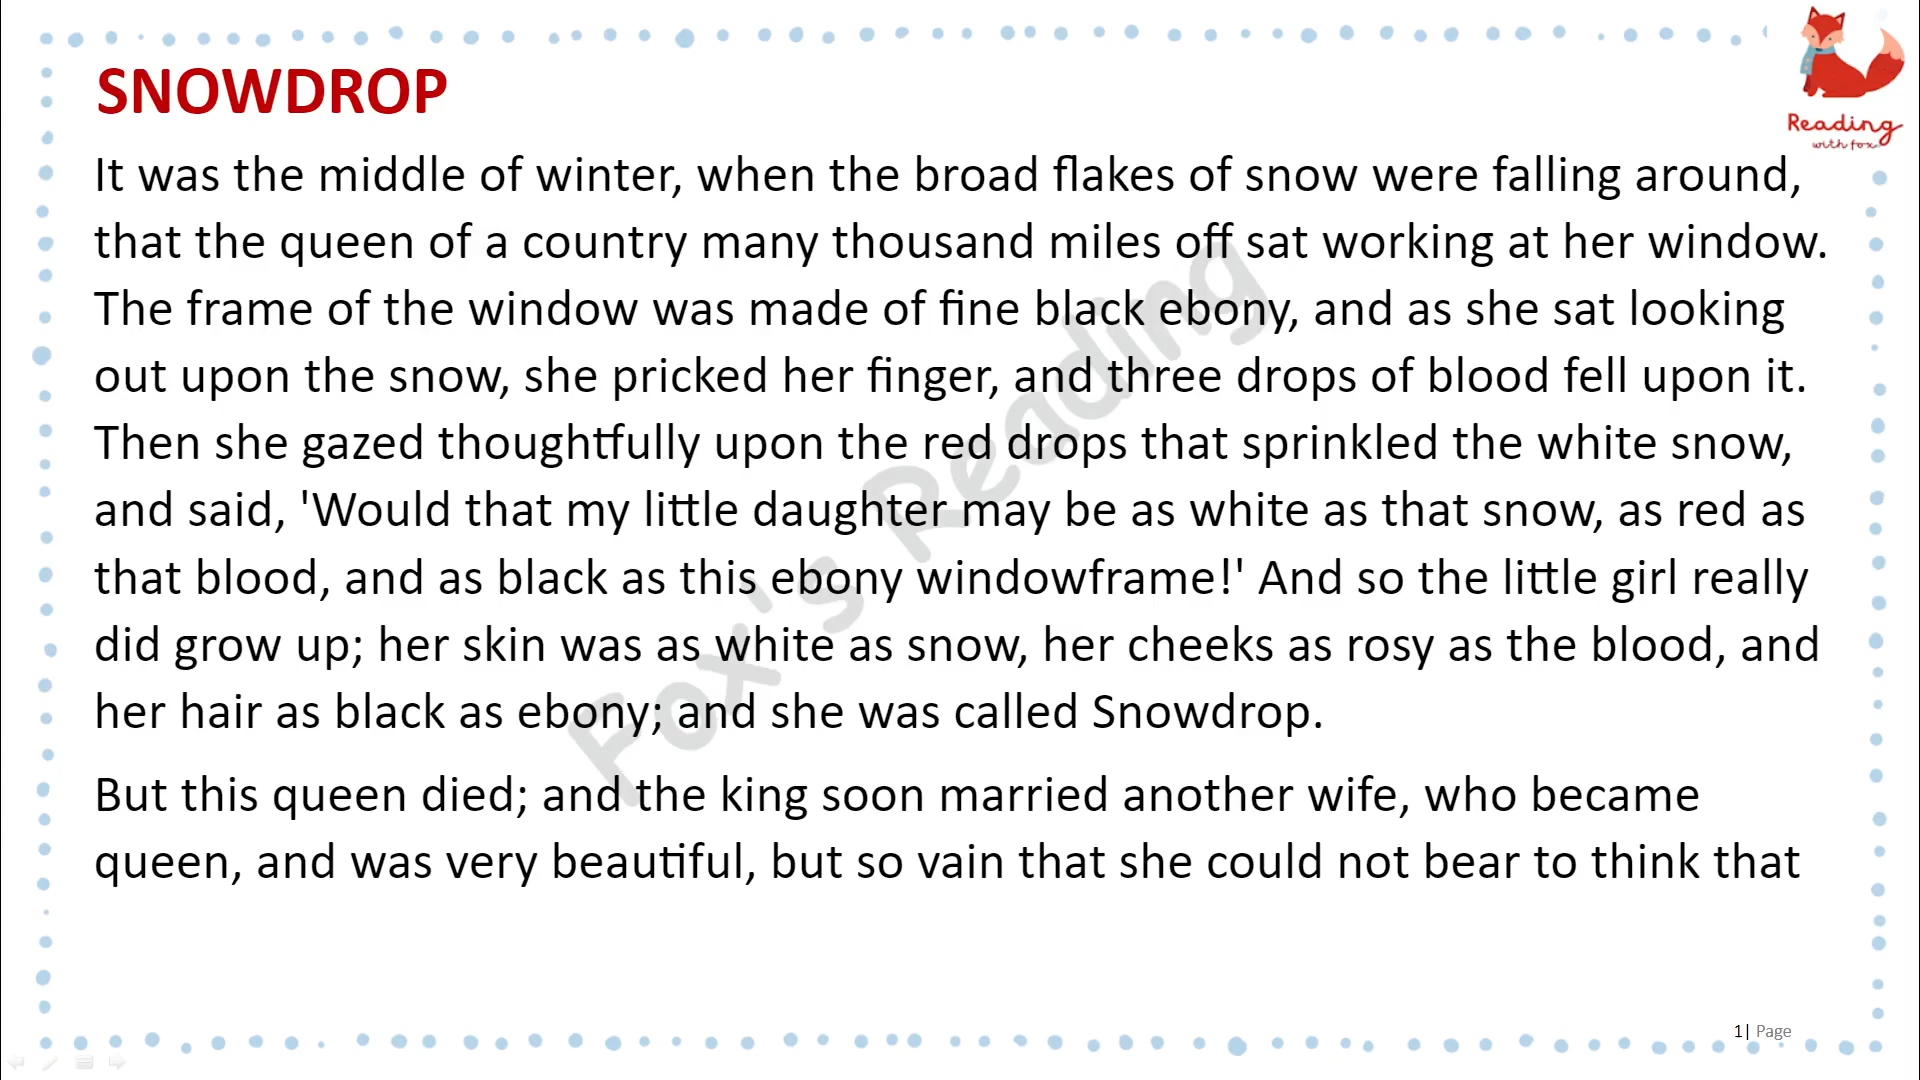 SNOWDROP
Reading
with fox
It was the middle of winter, when the broad flakes of snow were falling around,
that the queen of a country many thousand miles off sat working at her window.
The frame of the window was made of fine black ebony, and as she sat looking
out upon the snow, she pricked her finger, and three drops of blood fell upon it.
Then she gazed thoughtfully upon the red drops that sprinkled the white snow,
and said, 'Would that my little daughter may be as white as that snow, as red as
that blood, and as black as this ebony windowframe!' And so the little girl really
did grow up; her skin was as white as snow, her cheeks as rosy as the blood, and
her hair as black as ebony; and she was called Snowdrop.
But this queen died; and the king soon married another wife, who became
queen, and was very beautiful, but so vain that she could not bear to think that
Fox's Reading
1| Page